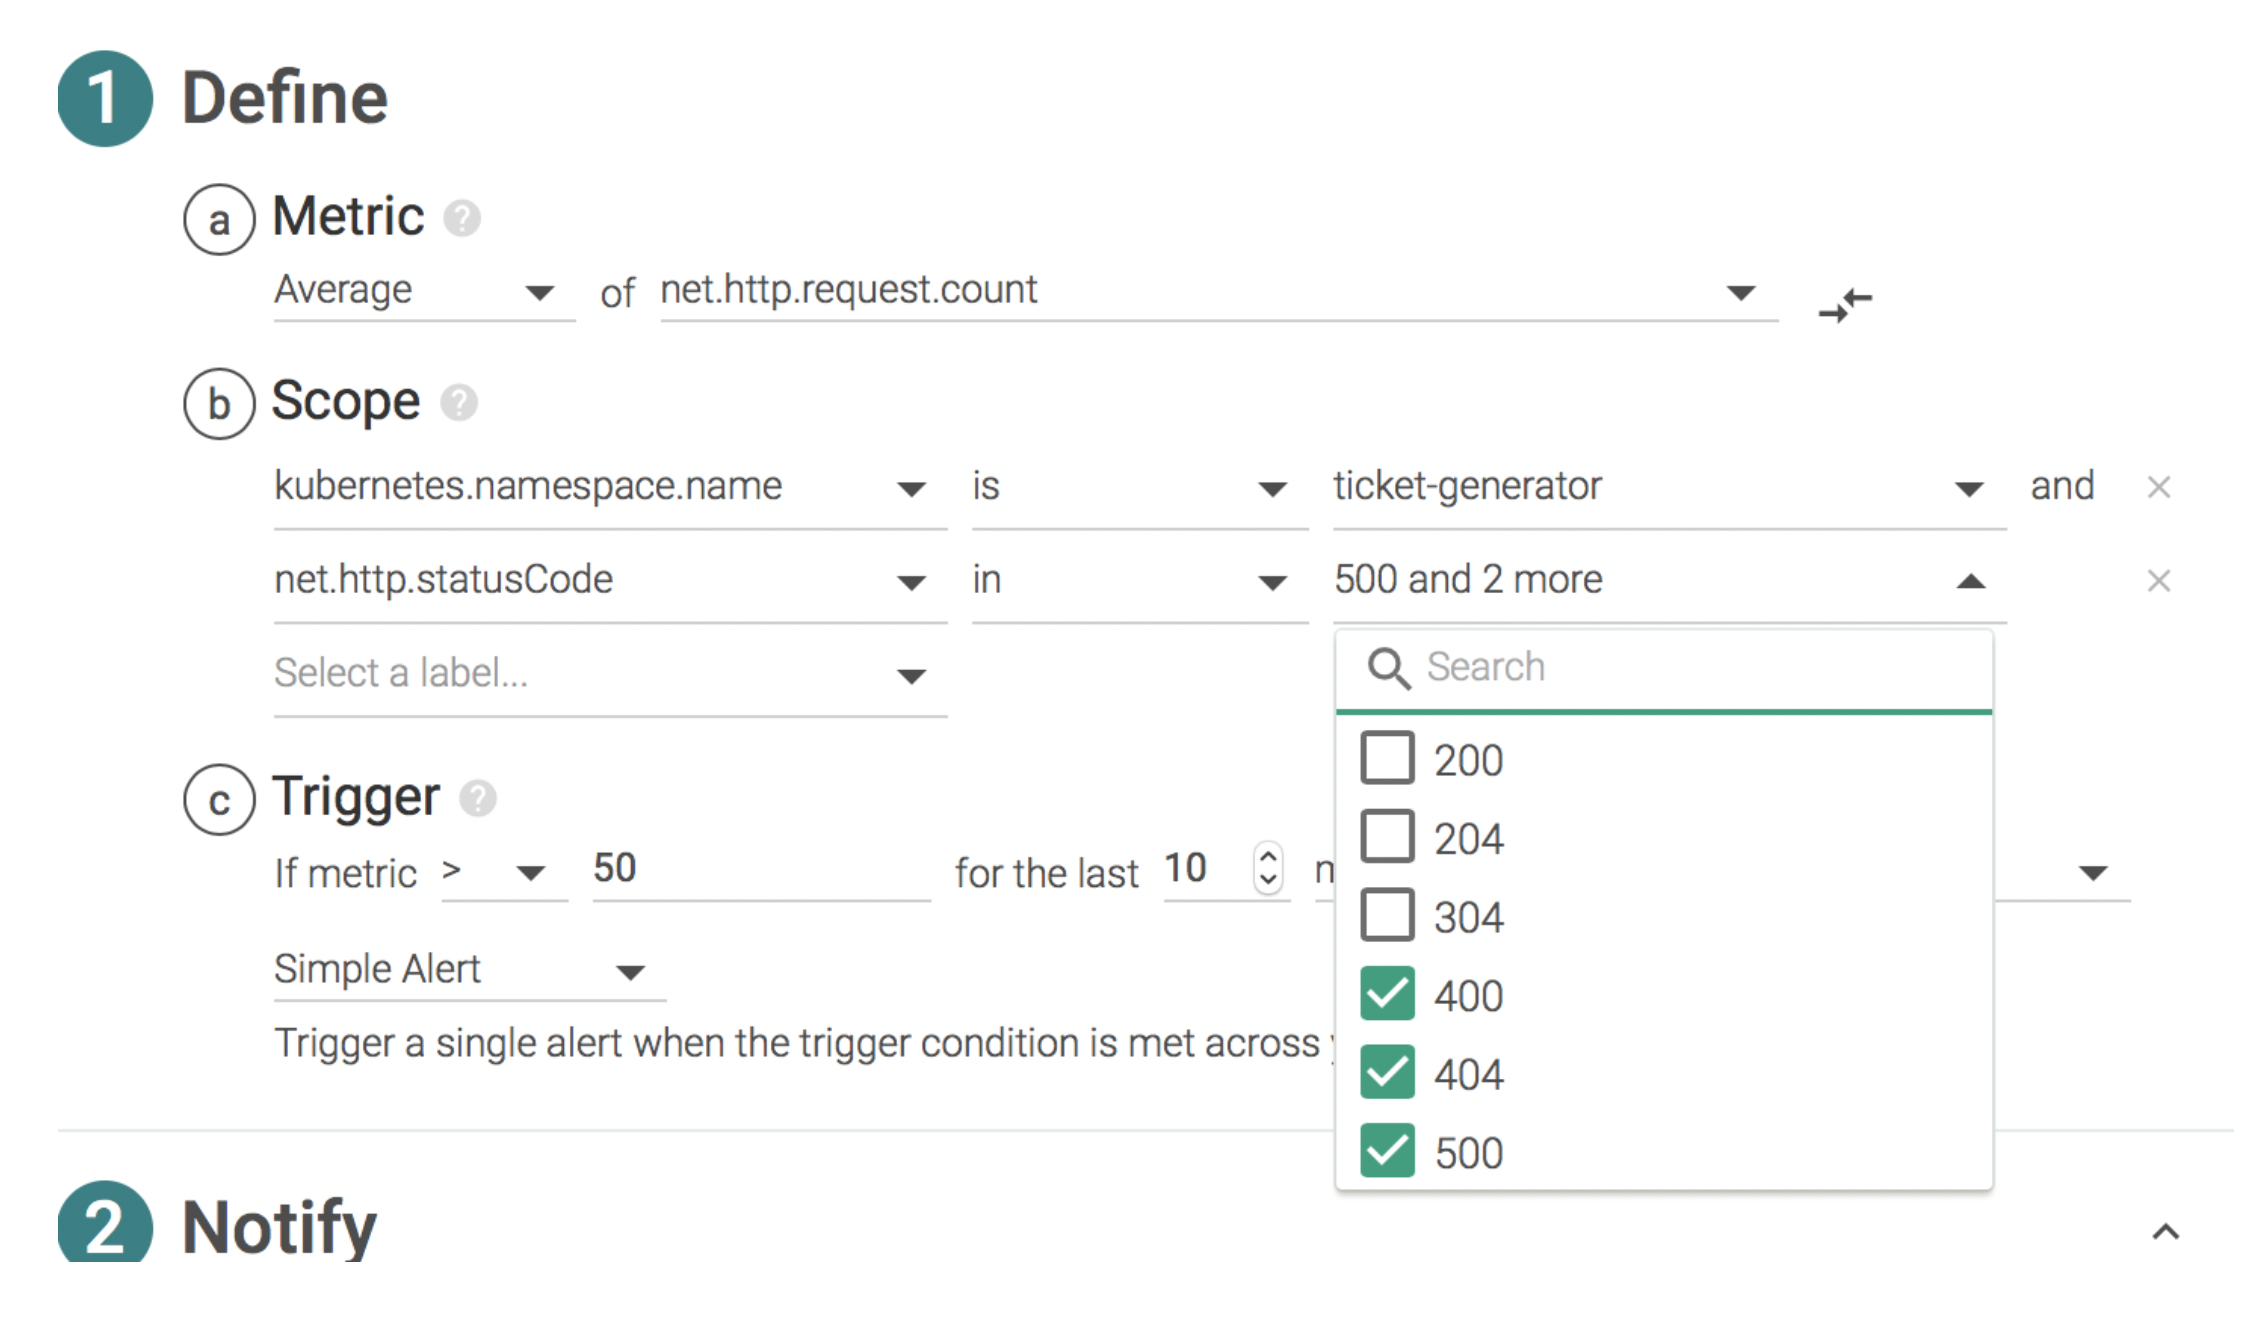 1 Define
a Metric ?
Average of net.http.request.count
b Scope ?
kubernetes.namespace.name is ticket-generator and ×
net.http.statusCode in 500 and 2 more ×
Select a label...
Search
200
204
304
400
404
500
c Trigger ?
If metric > 50 for the last 10
Simple Alert
Trigger a single alert when the trigger condition is met across
2 Notify